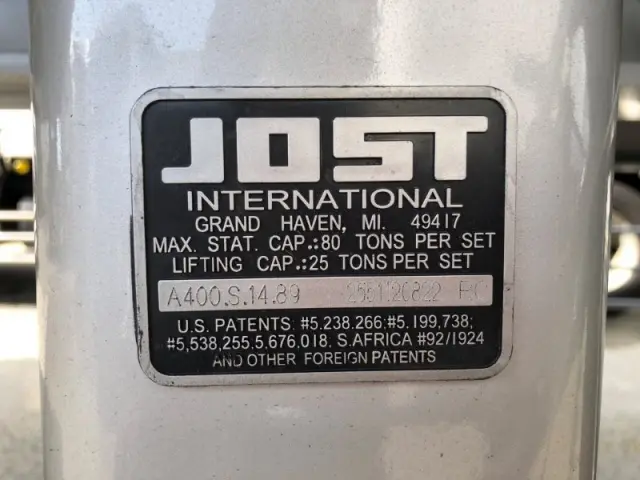 JOST
INTERNATIONAL
GRAND HAVEN, MI. 49417
MAX. STAT. CAP.:80 TONS PER SET
LIFTING CAP.:25 TONS PER SET
A400.S.14.89
U.S. PATENTS: #5.238.266;#5.199,738;
#5,538,255.5,676,018. S.AFRICA #92/1924
AND OTHER FOREIGN PATENTS